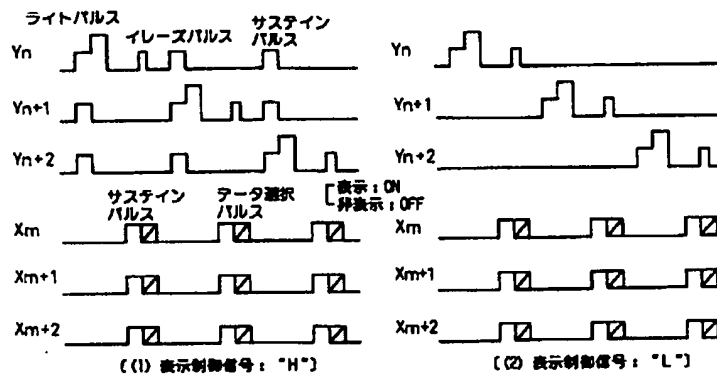 ライトパルス
イレーズパルス
サステイン
パルス
Yn
Yn+1
Yn+2
サステイン
パルス
データ選択
パルス
表示：ON
非表示：OFF
Xm
Xm+1
Xm+2
[(1) 表示制御信号： "H"]
Yn
Yn+1
Yn+2
Xm
Xm+1
Xm+2
[(2) 表示制御信号： "L"]